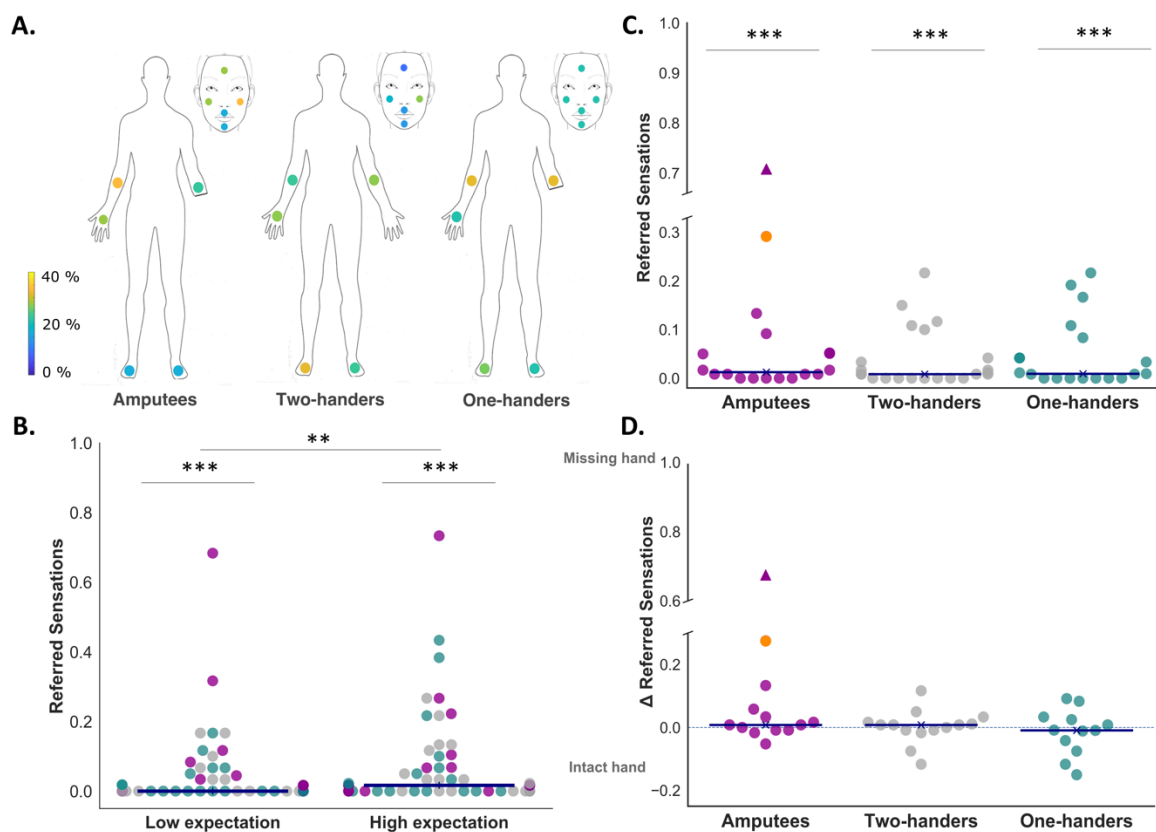 A.
40 %
20 %
0 %
Amputees
Two-handers
One-handers
B.
Referred Sensations
1.0
0.8
0.6
0.4
0.2
0.0
**
***
***
Low expectation
High expectation
C.
Referred Sensations
1.0
0.9
0.8
0.7
0.3
0.2
0.1
0.0
***
***
***
Amputees
Two-handers
One-handers
D.
Missing hand
Intact hand
Δ Referred Sensations
1.0
0.8
0.6
0.2
0.0
−0.2
Amputees
Two-handers
One-handers